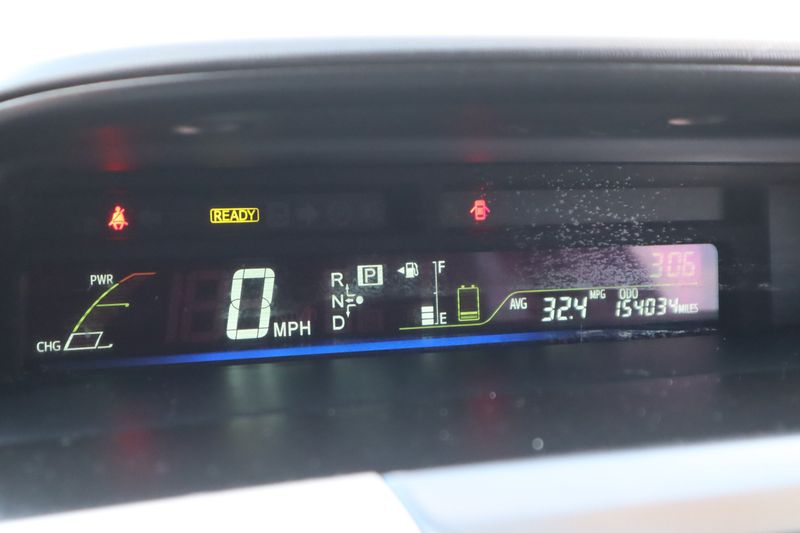 READY
306
PWR
CHG
0 MPH
R
N
D
P
F
E
AVG 32.4 MPG
ODO 154034 MILES